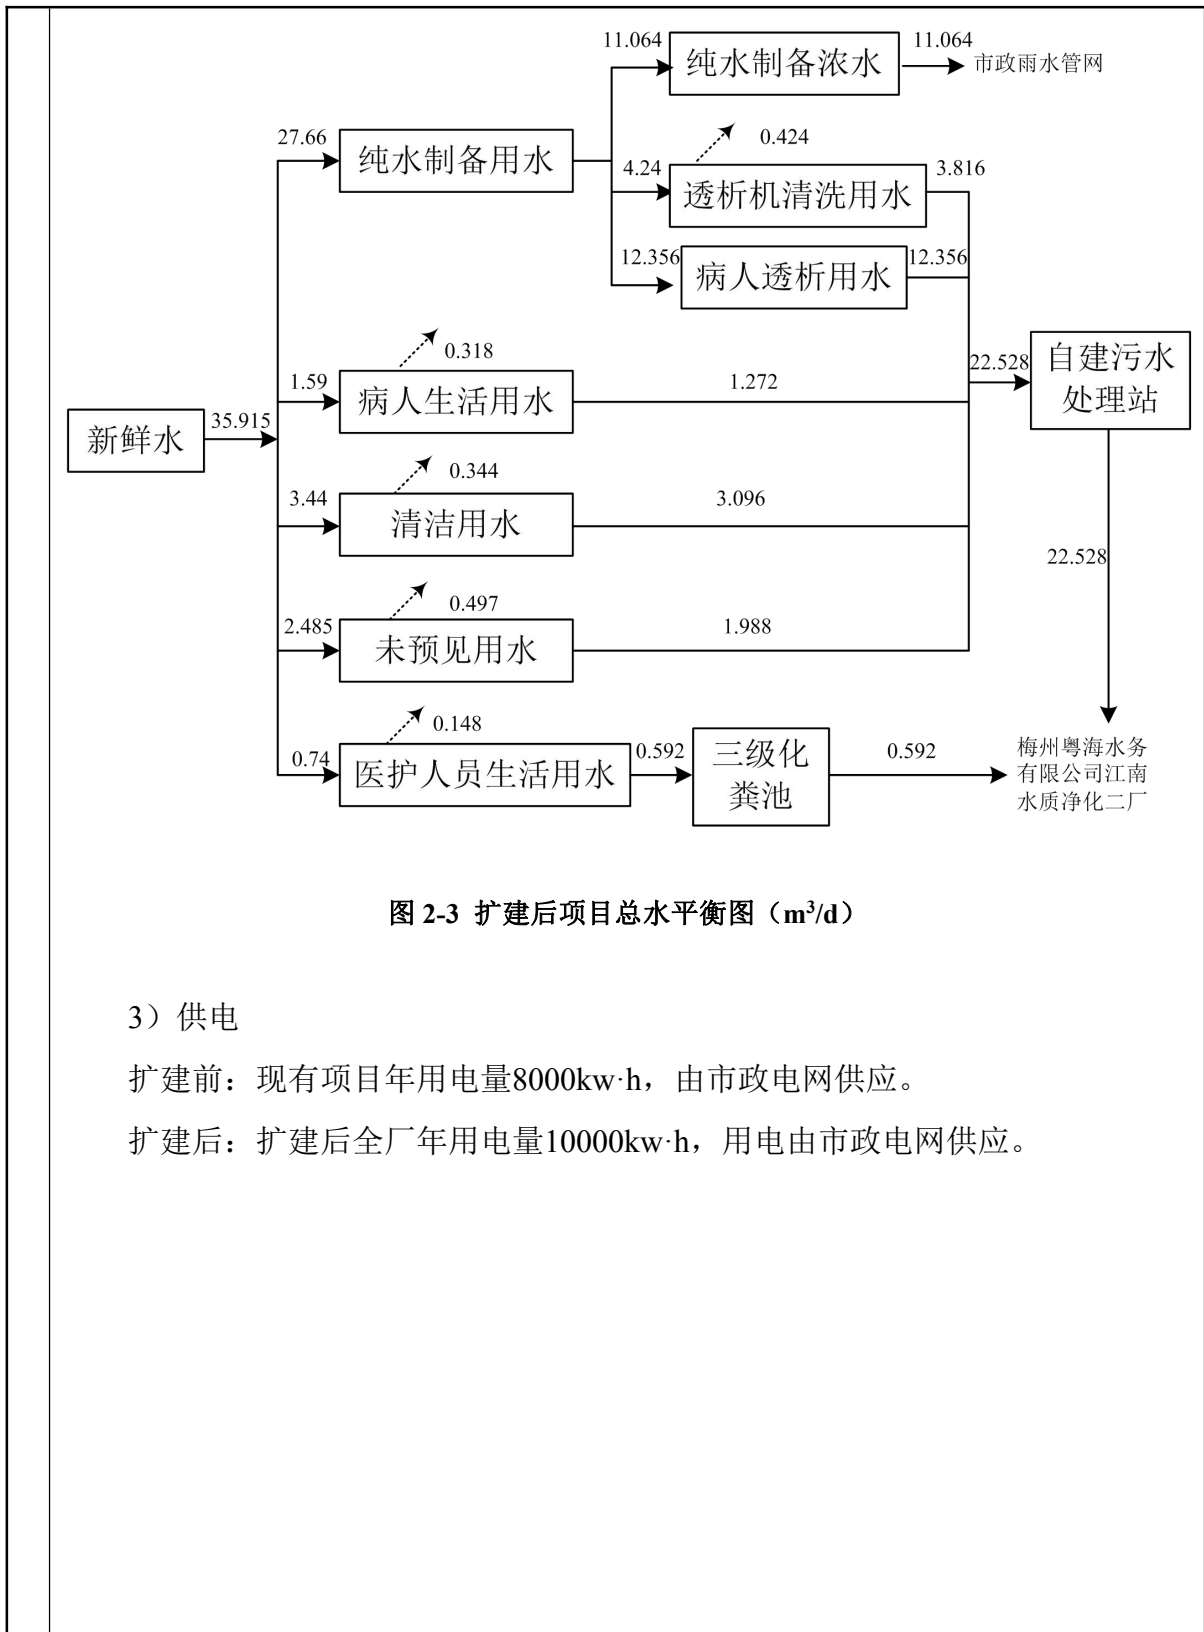 11.064
纯水制备浓水
11.064
市政雨水管网
27.66
纯水制备用水
0.424
4.24
透析机清洗用水
3.816
12.356
病人透析用水
12.356
0.318
1.59
病人生活用水
1.272
22.528
自建污水
处理站
新鲜水
35.915
0.344
3.44
清洁用水
3.096
22.528
0.497
2.485
未预见用水
1.988
0.148
0.74
医护人员生活用水
0.592
三级化
粪池
0.592
梅州粤海水务
有限公司江南
水质净化二厂
图 2-3 扩建后项目总水平衡图（m³/d）
3）供电
扩建前：现有项目年用电量8000kw·h，由市政电网供应。
扩建后：扩建后全厂年用电量10000kw·h，用电由市政电网供应。